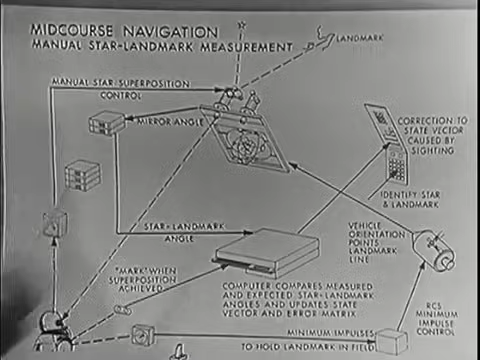 MIDCOURSE NAVIGATION
MANUAL STAR-LANDMARK MEASUREMENT
LANDMARK
MANUAL STAR SUPERPOSITION
CONTROL
MIRROR ANGLE
CORRECTION TO
STATE VECTOR
CAUSED BY
SIGHTING
IDENTIFY STAR
& LANDMARK
STAR-LANDMARK
ANGLE
VEHICLE
ORIENTATION
POINTS
LANDMARK
LINE
"MARK" WHEN
SUPERPOSITION
ACHIEVED
COMPUTER COMPARES MEASURED
AND EXPECTED STAR-LANDMARK
ANGLES AND UPDATES STATE
VECTOR AND ERROR MATRIX
RCS
MINIMUM
IMPULSE
CONTROL
MINIMUM IMPULSES
TO HOLD LANDMARK IN FIELD